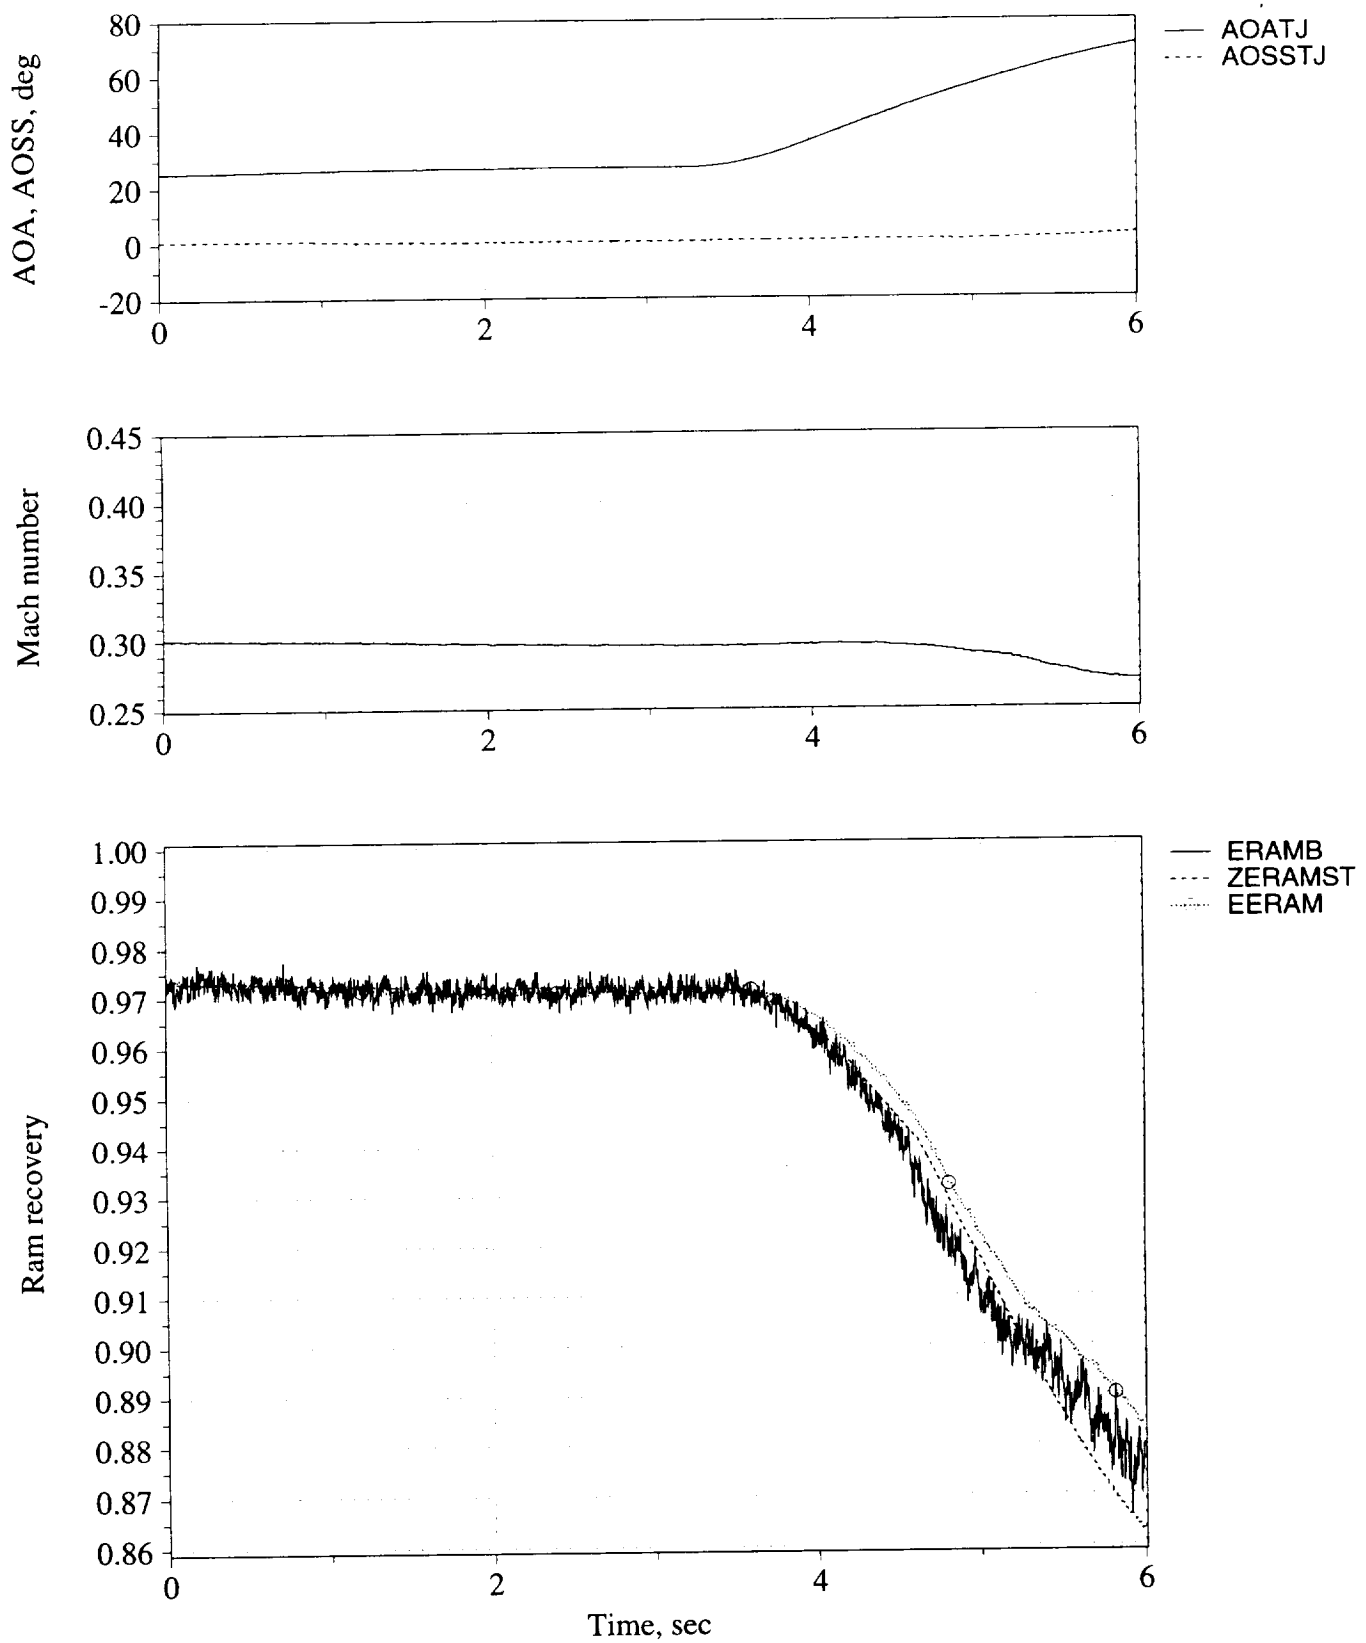 AOA, AOSS, deg
80
60
40
20
0
-20
0 2 4 6
AOATJ
AOSSTJ
Mach number
0.45
0.40
0.35
0.30
0.25
0 2 4 6
Ram recovery
1.00
0.99
0.98
0.97
0.96
0.95
0.94
0.93
0.92
0.91
0.90
0.89
0.88
0.87
0.86
0 2 4 6
Time, sec
ERAMB
ZERAMST
EERAM